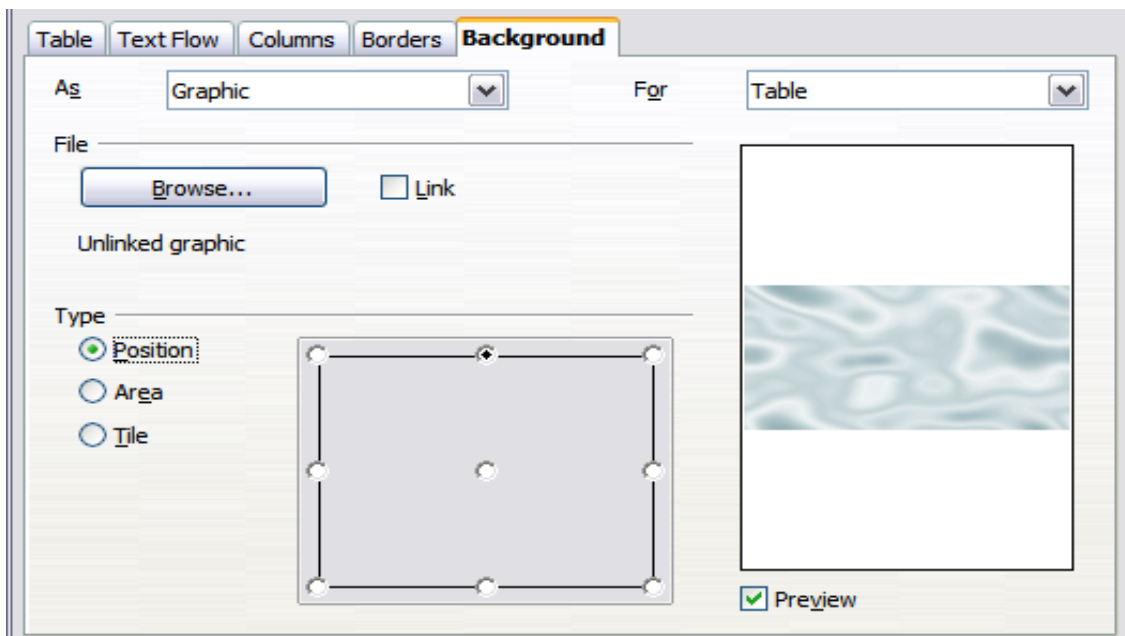 Table Text Flow Columns Borders Background
As Graphic For Table
File
Browse... Link
Unlinked graphic
Type
Position
Area
Tile
Preview